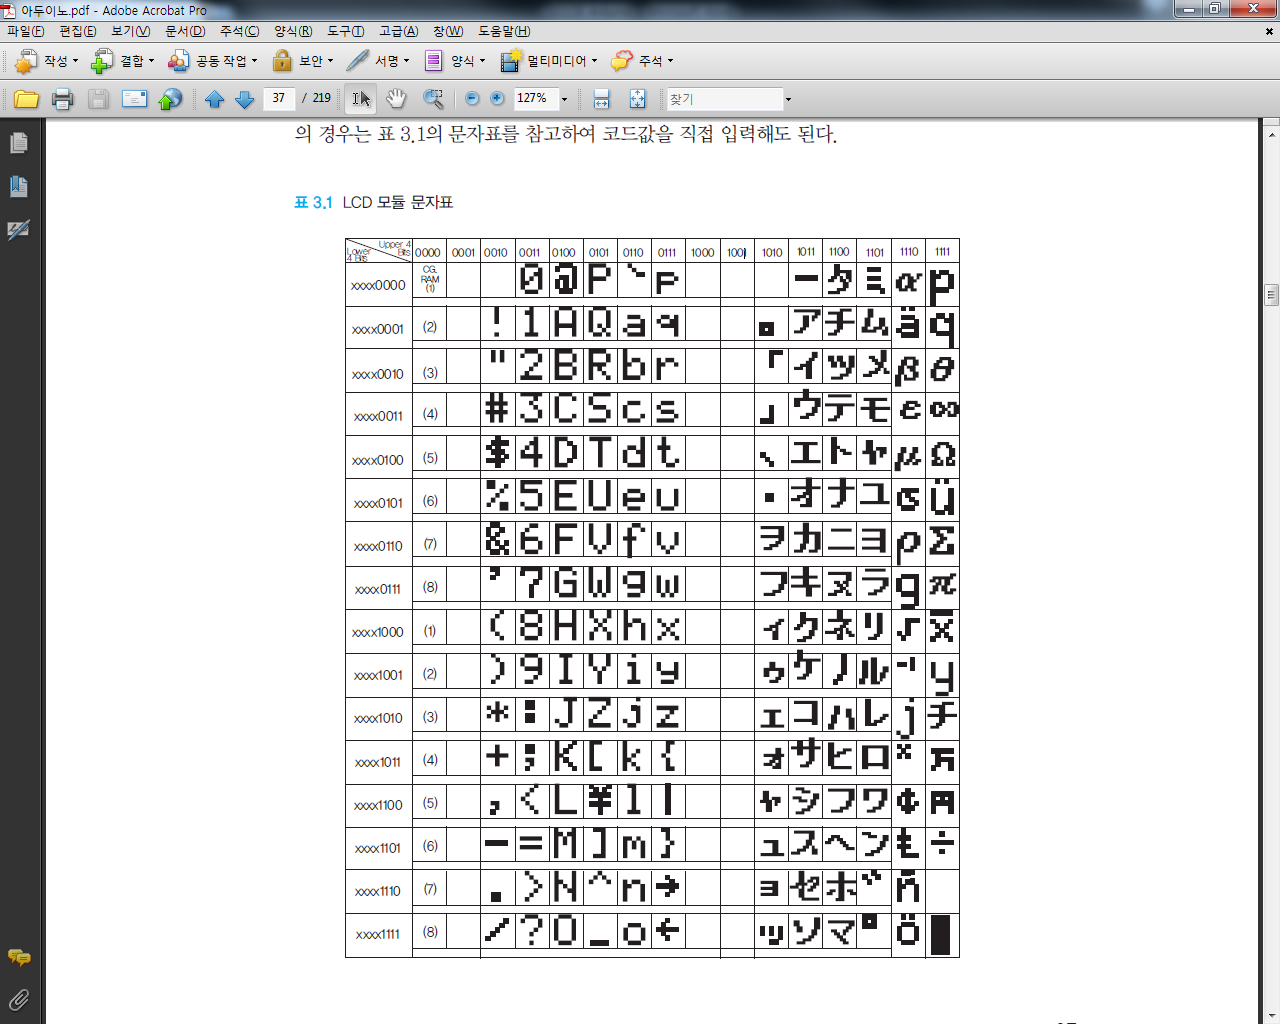 아두이노.pdf - Adobe Acrobat Pro
파일(F) 편집(E) 보기(V) 문서(D) 주석(C) 양식(R) 도구(T) 고급(A) 창(W) 도움말(H)
작성 결합 공동 작업 보안 서명 양식 멀티미디어 주석
37 / 219 127% 찾기
의 경우는 표 3.1의 문자표를 참고하여 코드값을 직접 입력해도 된다.
표 3.1 LCD 모듈 문자표
Upper 4 Bits Lower 4 Bits 0000 0001 0010 0011 0100 0101 0110 0111 1000 1001 1010 1011 1100 1101 1110 1111
xxxx0000 CG RAM (1) 0 @ P ` p ー タ ミ α p
xxxx0001 (2) ! 1 A Q a q 。 ア チ ム ä q
xxxx0010 (3) " 2 B R b r 「 イ ツ メ β θ
xxxx0011 (4) # 3 C S c s 」 ウ テ モ ε ∞
xxxx0100 (5) $ 4 D T d t 、 エ ト ヤ μ Ω
xxxx0101 (6) % 5 E U e u ・ オ ナ ユ σ ü
xxxx0110 (7) & 6 F V f v ヲ カ ニ ヨ ρ Σ
xxxx0111 (8) ' 7 G W g w ァ キ ヌ ラ g π
xxxx1000 (1) ( 8 H X h x ィ ク ネ リ √ x̄
xxxx1001 (2) ) 9 I Y i y ゥ ケ ノ ル ⁻¹ y
xxxx1010 (3) * : J Z j z ェ コ ハ レ j 千
xxxx1011 (4) + ; K [ k { ォ サ ヒ ロ ˣ 万
xxxx1100 (5) , < L ¥ l | ャ シ フ ワ ¢ 円
xxxx1101 (6) - = M ] m } ュ ス ヘ ン ₤ ÷
xxxx1110 (7) . > N ^ n → ョ セ ホ ゛ ñ
xxxx1111 (8) / ? O _ o ← ッ ソ マ ゜ ö █